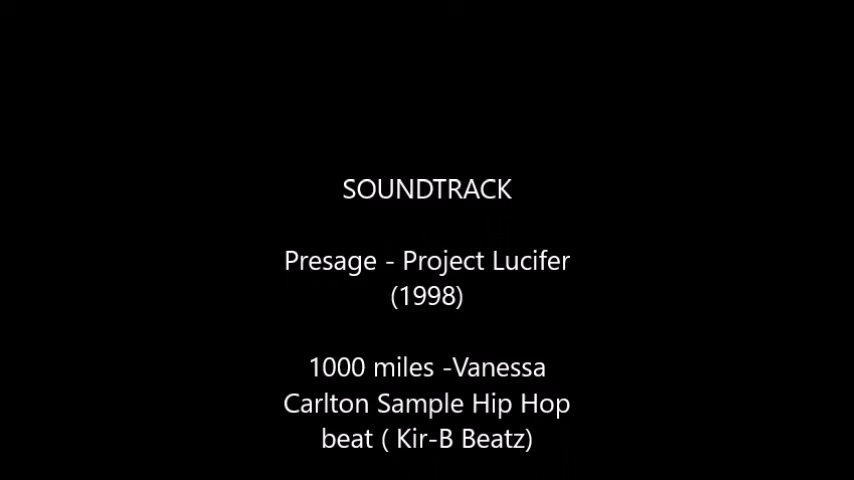 SOUNDTRACK
Presage - Project Lucifer
(1998)
1000 miles -Vanessa
Carlton Sample Hip Hop
beat ( Kir-B Beatz)